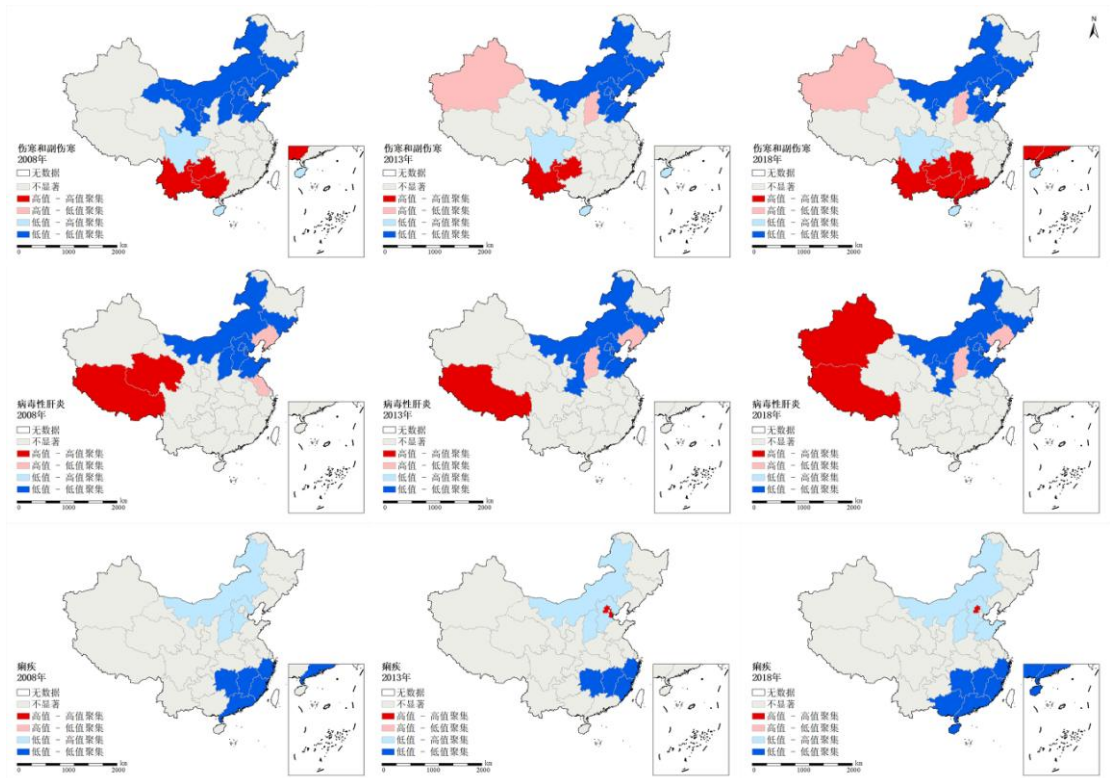 N
伤寒和副伤寒
2008年
无数据
不显著
高值 - 高值聚集
高值 - 低值聚集
低值 - 高值聚集
低值 - 低值聚集
km
0 1000 2000
伤寒和副伤寒
2013年
无数据
不显著
高值 - 高值聚集
高值 - 低值聚集
低值 - 高值聚集
低值 - 低值聚集
km
0 1000 2000
伤寒和副伤寒
2018年
无数据
不显著
高值 - 高值聚集
高值 - 低值聚集
低值 - 高值聚集
低值 - 低值聚集
km
0 1000 2000
病毒性肝炎
2008年
无数据
不显著
高值 - 高值聚集
高值 - 低值聚集
低值 - 高值聚集
低值 - 低值聚集
km
0 1000 2000
病毒性肝炎
2013年
无数据
不显著
高值 - 高值聚集
高值 - 低值聚集
低值 - 高值聚集
低值 - 低值聚集
km
0 1000 2000
病毒性肝炎
2018年
无数据
不显著
高值 - 高值聚集
高值 - 低值聚集
低值 - 高值聚集
低值 - 低值聚集
km
0 1000 2000
痢疾
2008年
无数据
不显著
高值 - 高值聚集
高值 - 低值聚集
低值 - 高值聚集
低值 - 低值聚集
km
0 1000 2000
痢疾
2013年
无数据
不显著
高值 - 高值聚集
高值 - 低值聚集
低值 - 高值聚集
低值 - 低值聚集
km
0 1000 2000
痢疾
2018年
无数据
不显著
高值 - 高值聚集
高值 - 低值聚集
低值 - 高值聚集
低值 - 低值聚集
km
0 1000 2000